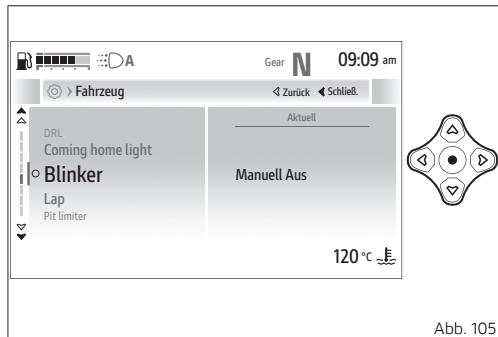 A Gear N 09:09 am
Fahrzeug Zurück Schließ.
Aktuell
DRL
Coming home light
Blinker Manuell Aus
Lap
Pit limiter
120 °C
Abb. 105